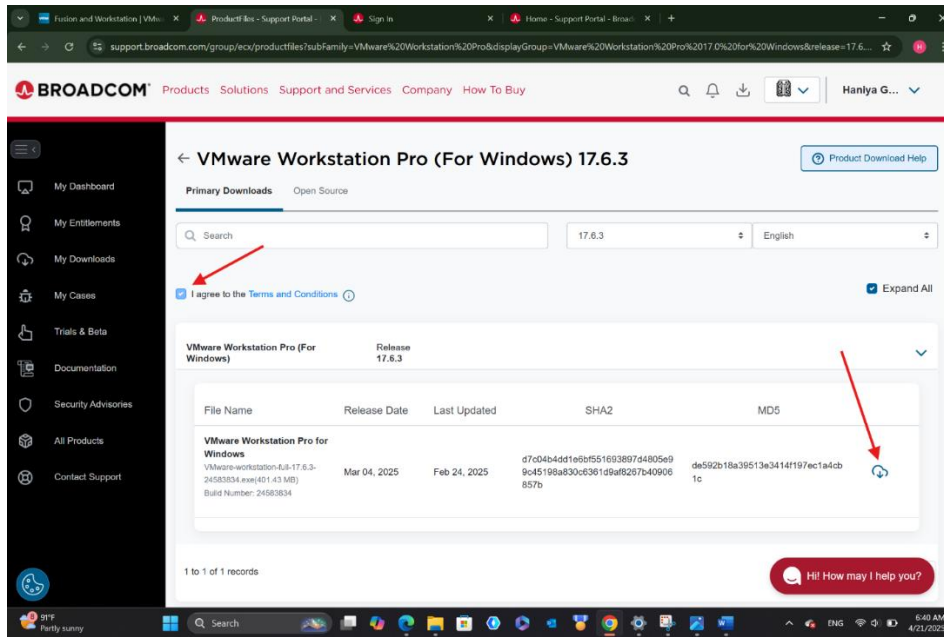 Fusion and Workstation | VMw
ProductFiles - Support Portal -
Sign In
Home - Support Portal - Broad
support.broadcom.com/group/ecx/productfiles?subFamily=VMware%20Workstation%20Pro&displayGroup=VMware%20Workstation%20Pro%2017.0%20for%20Windows&release=17.6...
H
BROADCOM
Products Solutions Support and Services Company How To Buy
Haniya G...
VMware Workstation Pro (For Windows) 17.6.3
Product Download Help
Primary Downloads Open Source
Search
17.6.3
English
I agree to the Terms and Conditions
Expand All
My Dashboard
My Entitlements
My Downloads
My Cases
Trials & Beta
Documentation
Security Advisories
All Products
Contact Support
VMware Workstation Pro (For
Windows)
Release
17.6.3
File Name Release Date Last Updated SHA2 MD5
VMware Workstation Pro for
Windows
VMware-workstation-full-17.6.3-
24583834.exe(401.43 MB)
Build Number: 24583834
Mar 04, 2025
Feb 24, 2025
d7c04b4dd1e6bf551693897d4805e9
9c45198a830c6361d9af8267b40906
857b
de592b18a39513e3414f197ec1a4cb
1c
1 to 1 of 1 records
Hi! How may I help you?
91°F
Partly sunny
Search
ENG
6:40 AM
4/21/2025